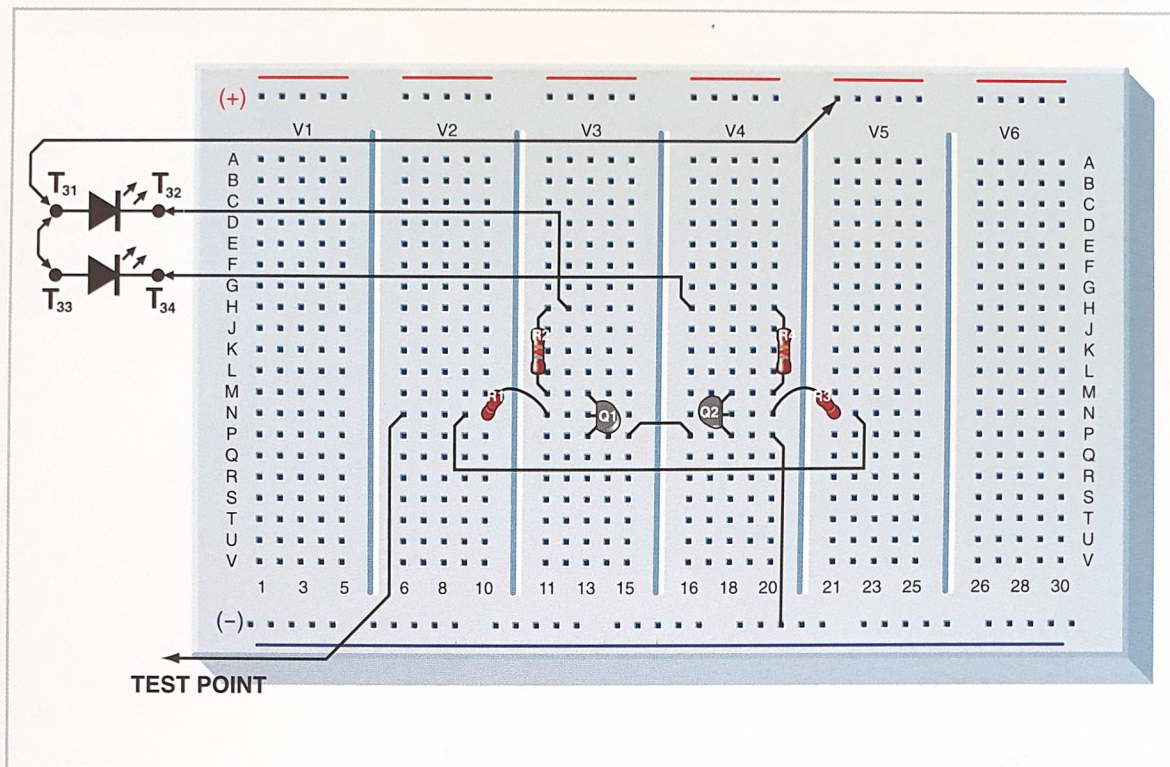 (+)
V1 V2 V3 V4 V5 V6
A A
B B
T31 T32
C C
D D
E E
F F
G G
T33 T34
H H
J J
R2 R4
K K
L L
M M
R1 R3
N Q1 Q2 N
P P
Q Q
R R
S S
T T
U U
V V
1 3 5 6 8 10 11 13 15 16 18 20 21 23 25 26 28 30
(–)
TEST POINT